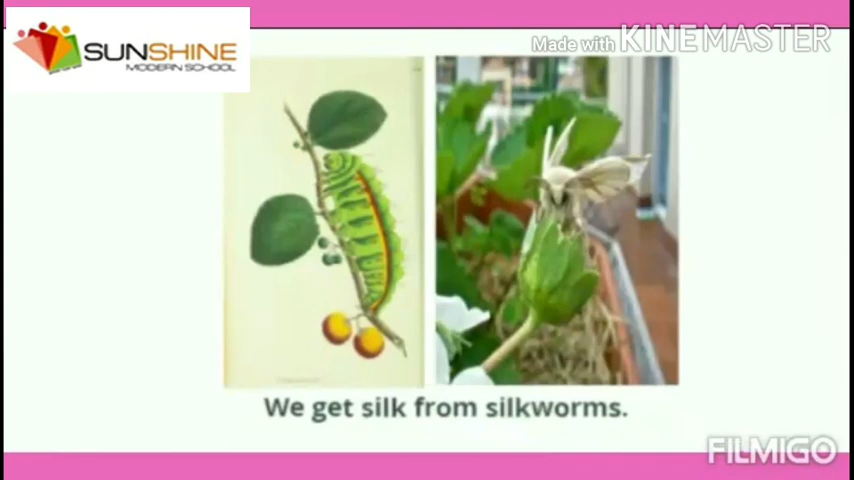 SUNSHINE
MODERN SCHOOL
Made with KINEMASTER
We get silk from silkworms.
FILMIGO